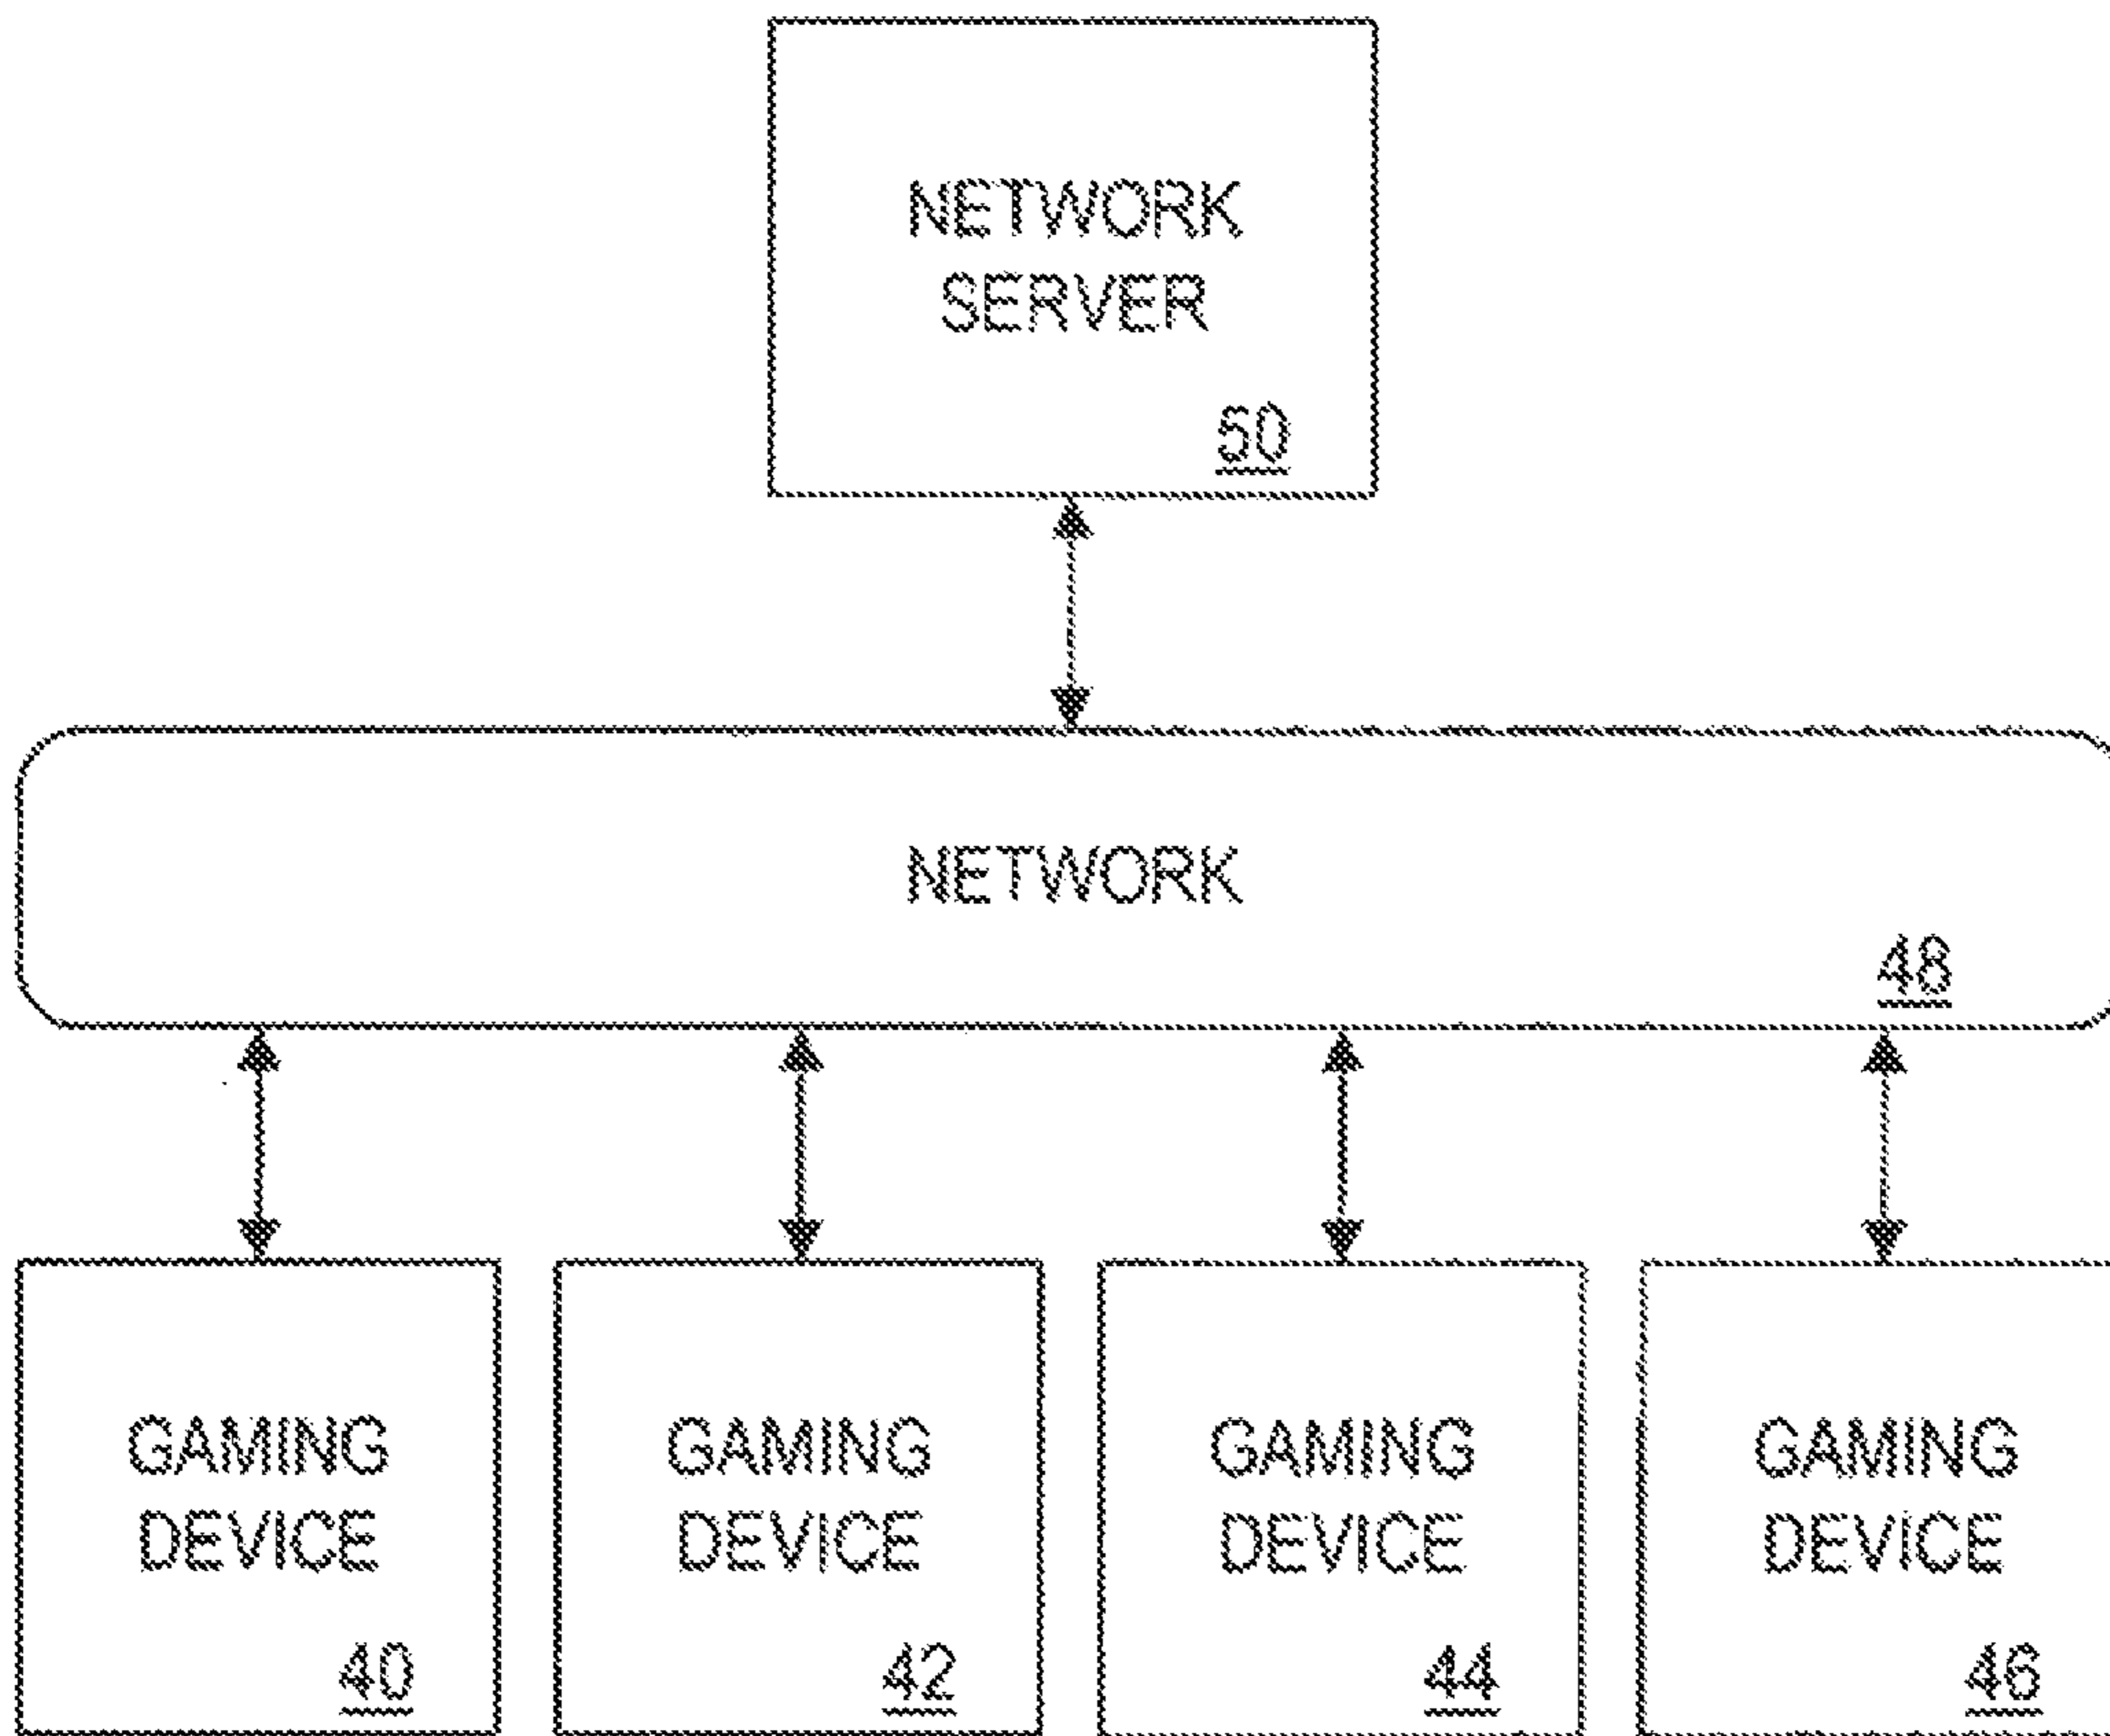 NETWORK
SERVER
50
NETWORK
48
GAMING
DEVICE
40
GAMING
DEVICE
42
GAMING
DEVICE
44
GAMING
DEVICE
46